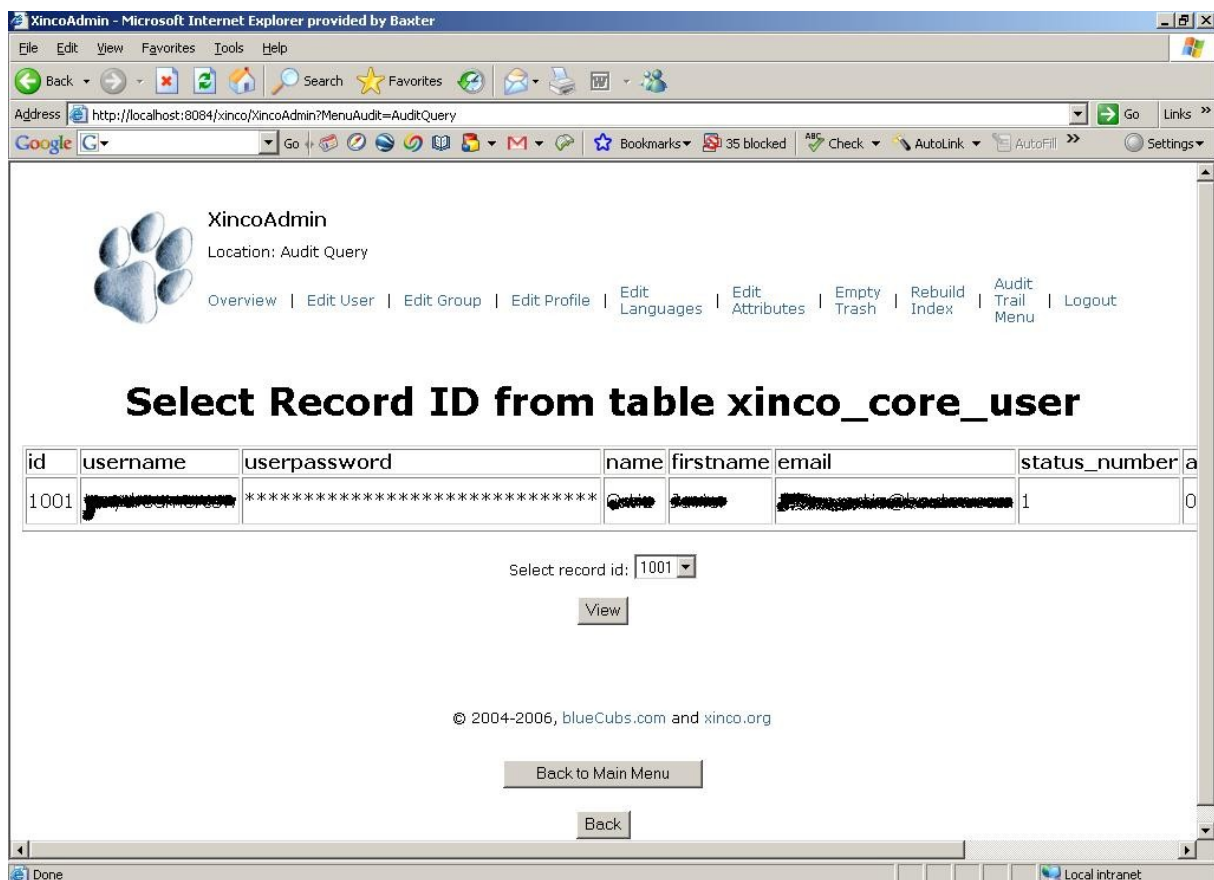 XincoAdmin - Microsoft Internet Explorer provided by Baxter
File Edit View Favorites Tools Help
Back Search Favorites
Address http://localhost:8084/xinco/XincoAdmin?MenuAudit=AuditQuery Go Links »
Google G Go Bookmarks 35 blocked ABC Check AutoLink AutoFill » Settings
XincoAdmin
Location: Audit Query
Overview | Edit User | Edit Group | Edit Profile | Edit Languages | Edit Attributes | Empty Trash | Rebuild Index | Audit Trail Menu | Logout
Select Record ID from table xinco_core_user
id username userpassword name firstname email status_number a
1001 ****************************** 1 0
Select record id: 1001
View
© 2004-2006, blueCubs.com and xinco.org
Back to Main Menu
Back
Done Local intranet